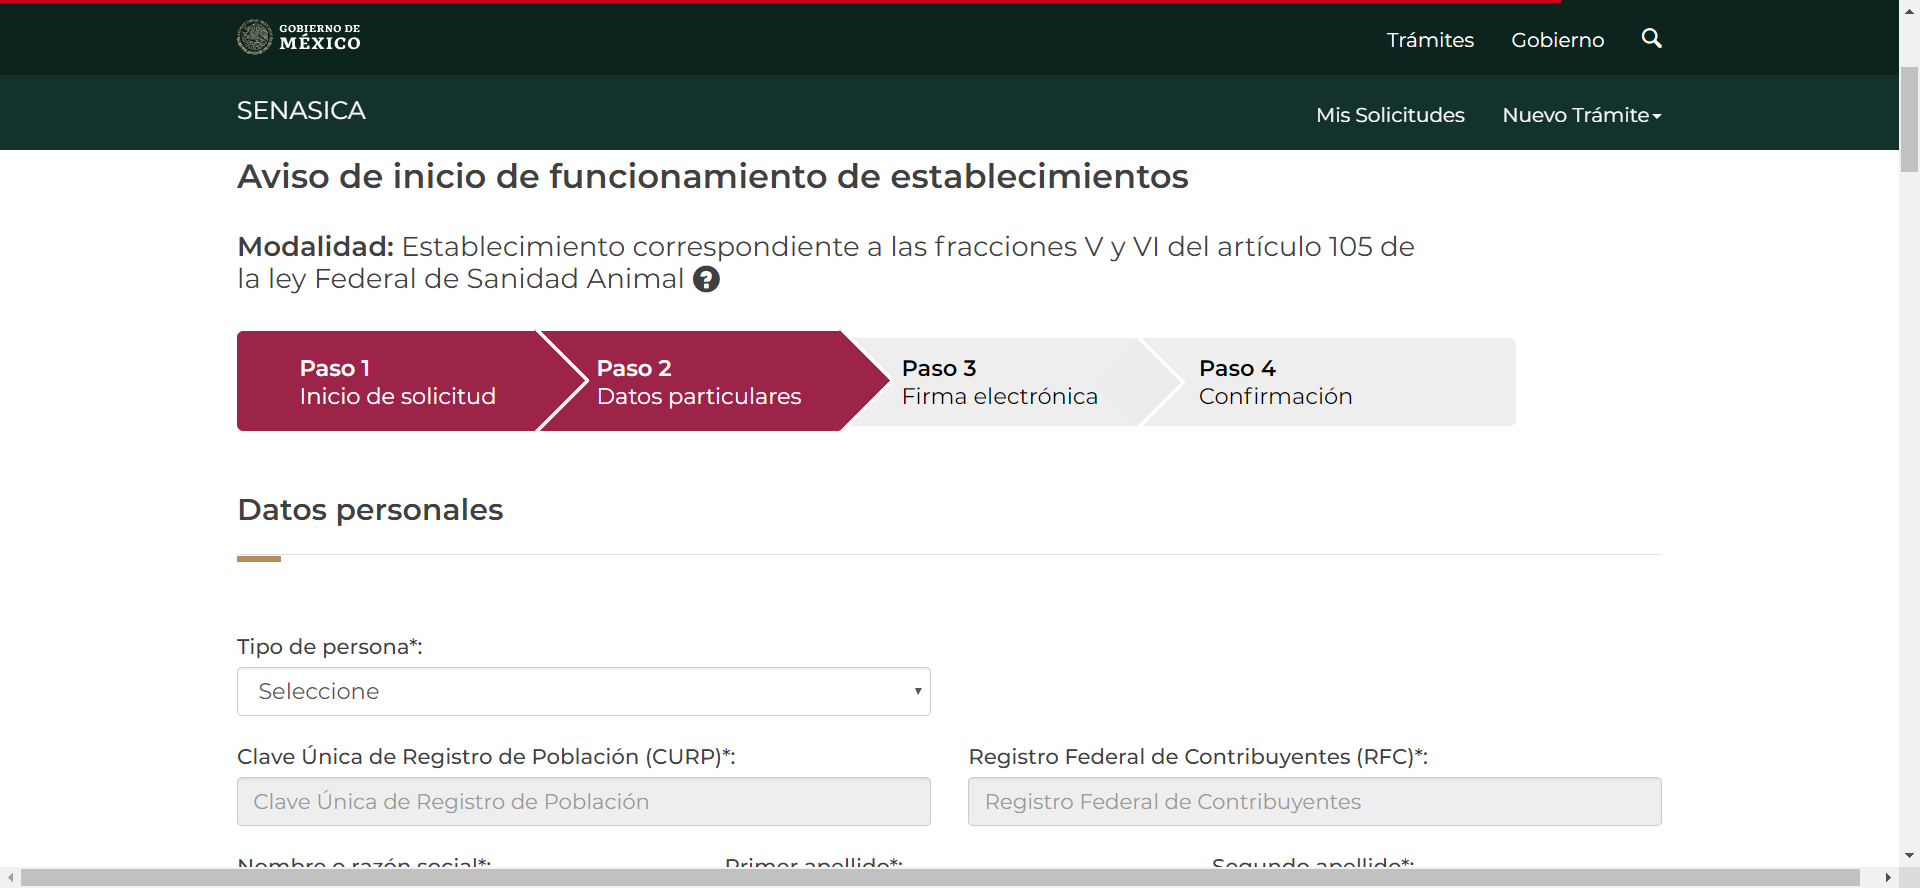 GOBIERNO DE
MÉXICO
Trámites
Gobierno
SENASICA
Mis Solicitudes
Nuevo Trámite
Aviso de inicio de funcionamiento de establecimientos
Modalidad: Establecimiento correspondiente a las fracciones V y VI del artículo 105 de
la ley Federal de Sanidad Animal ?
Paso 1
Inicio de solicitud
Paso 2
Datos particulares
Paso 3
Firma electrónica
Paso 4
Confirmación
Datos personales
Tipo de persona*:
Seleccione
Clave Única de Registro de Población (CURP)*:
Registro Federal de Contribuyentes (RFC)*:
Clave Única de Registro de Población
Registro Federal de Contribuyentes
Nombre o razón social*:
Primer apellido*:
Segundo apellido*: